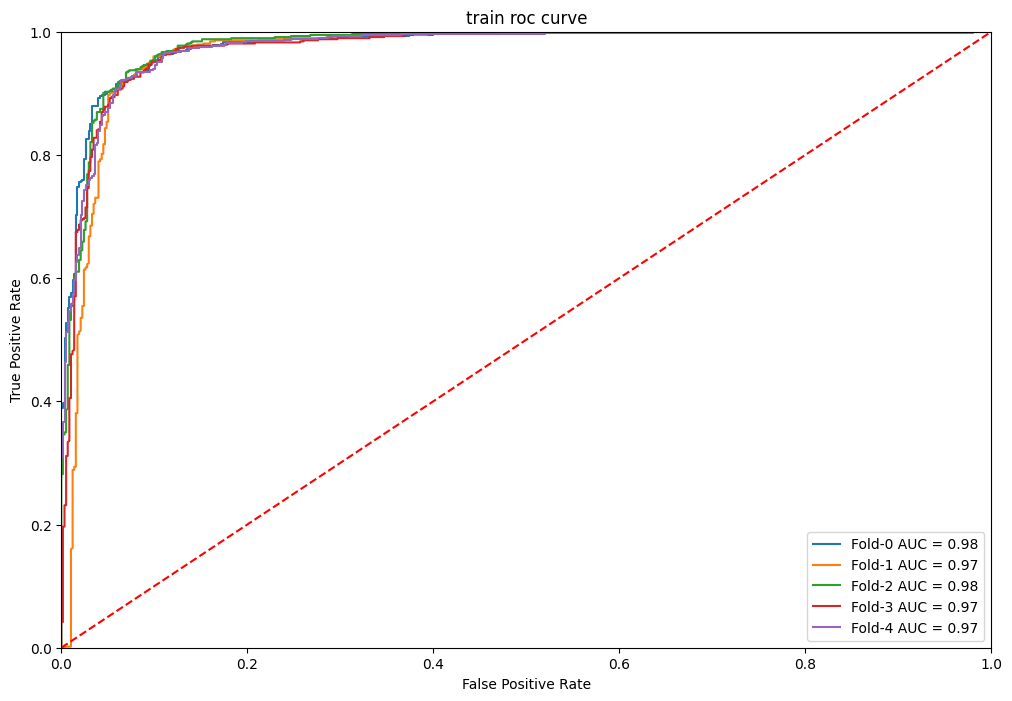 train roc curve
1.0
0.8
0.6
0.4
0.2
0.0
True Positive Rate
Fold-0 AUC = 0.98
Fold-1 AUC = 0.97
Fold-2 AUC = 0.98
Fold-3 AUC = 0.97
Fold-4 AUC = 0.97
0.0 0.2 0.4 0.6 0.8 1.0
False Positive Rate